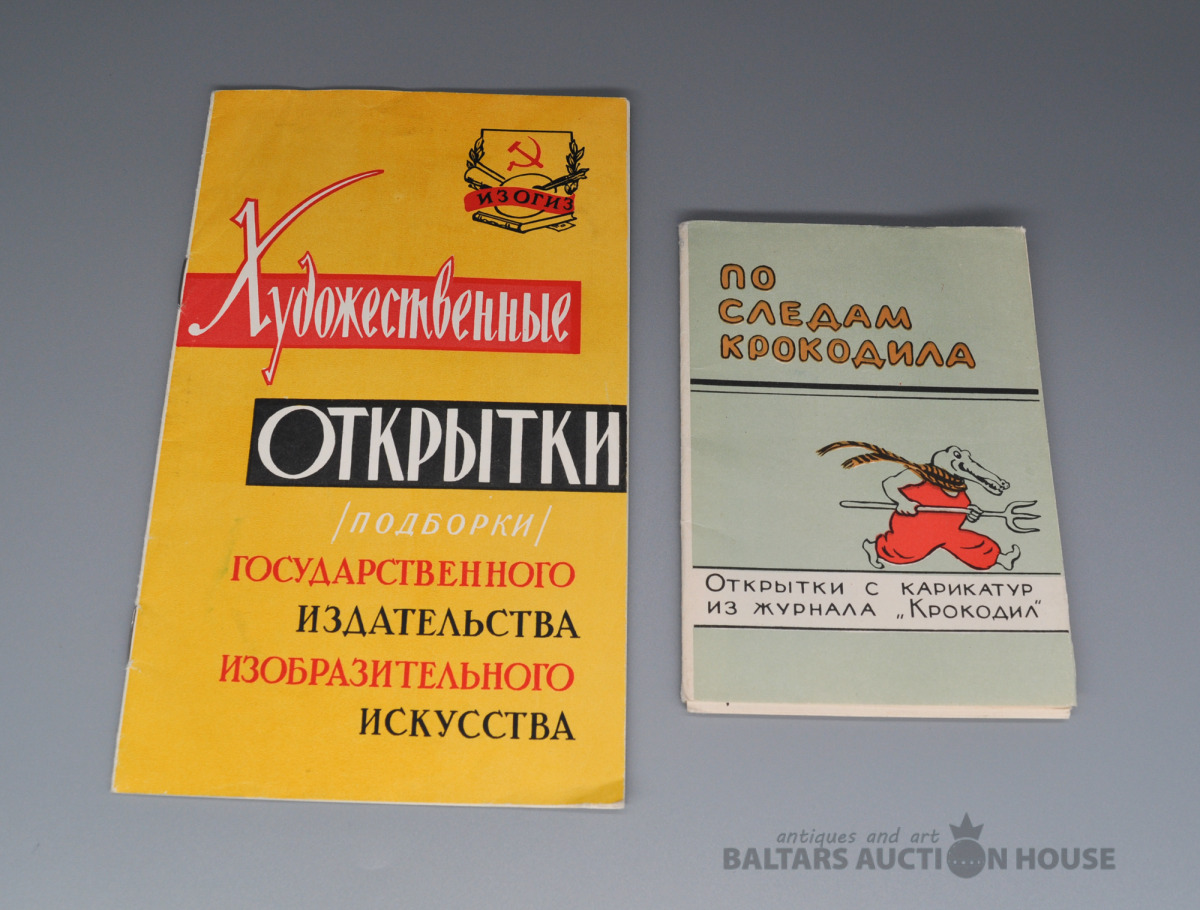 ИЗОГИЗ
Художественные
ОТКРЫТКИ
/ПОДБОРКИ/
ГОСУДАРСТВЕННОГО
ИЗДАТЕЛЬСТВА
ИЗОБРАЗИТЕЛЬНОГО
ИСКУССТВА
ПО
СЛЕДАМ
КРОКОДИЛА
ОТКРЫТКИ С КАРИКАТУР
ИЗ ЖУРНАЛА „КРОКОДИЛ"
antiques and art
BALTARS AUCTION HOUSE